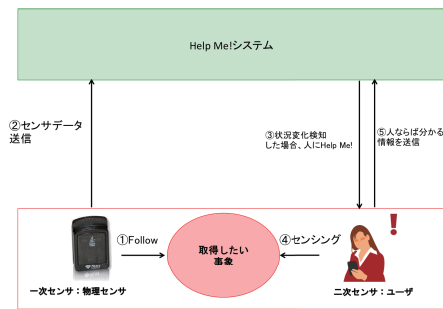 Help Me!システム
②センサデータ
送信
③状況変化検知
した場合、人にHelp Me!
⑤人ならば分かる
情報を送信
①Follow
取得したい
事象
④センシング
一次センサ：物理センサ
二次センサ：ユーザ